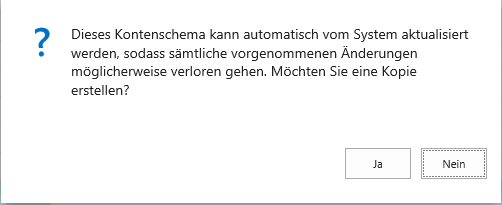 Dieses Kontenschema kann automatisch vom System aktualisiert
werden, sodass sämtliche vorgenommenen Änderungen
möglicherweise verloren gehen. Möchten Sie eine Kopie
erstellen?
Ja
Nein